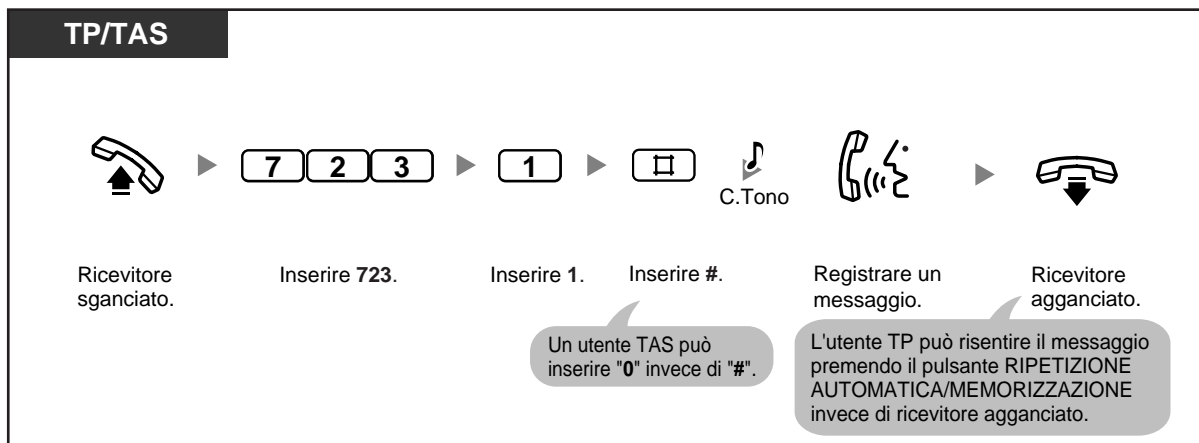 TP/TAS
7 2 3
1
#
C.Tono
Ricevitore
sganciato.
Inserire 723.
Inserire 1.
Inserire #.
Registrare un
messaggio.
Ricevitore
agganciato.
Un utente TAS può
inserire "0" invece di "#".
L'utente TP può risentire il messaggio
premendo il pulsante RIPETIZIONE
AUTOMATICA/MEMORIZZAZIONE
invece di ricevitore agganciato.